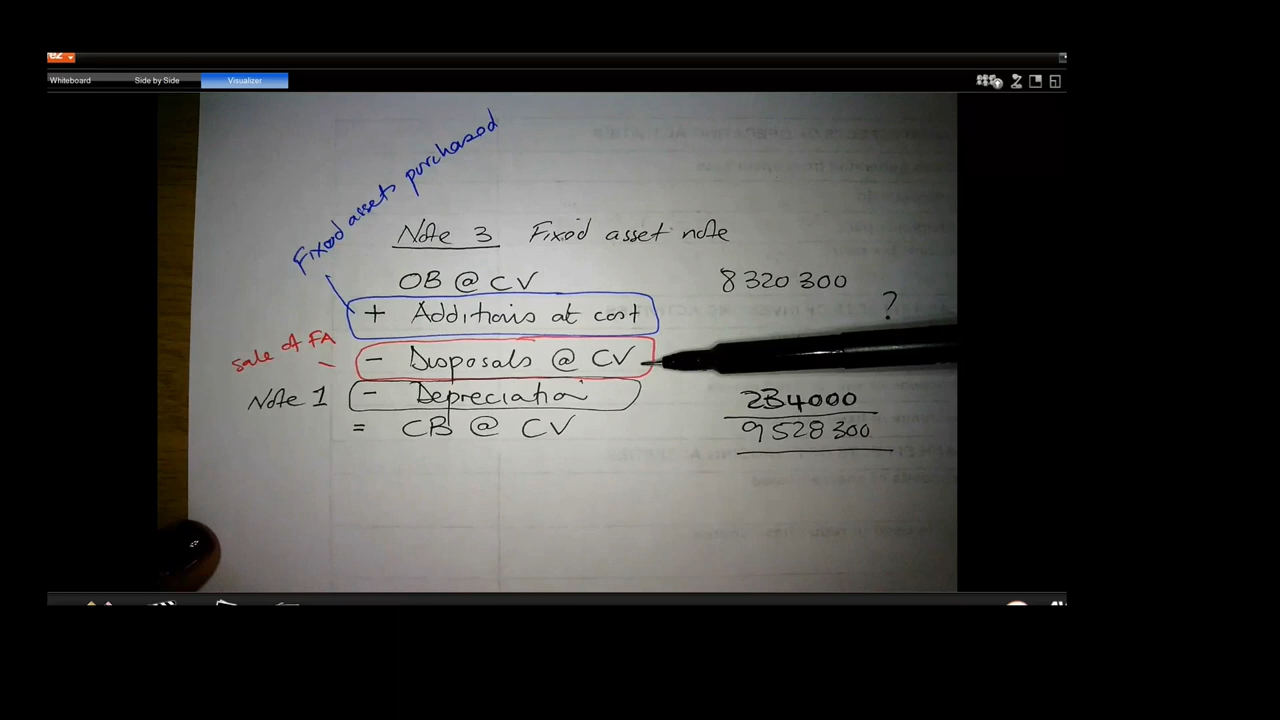 Whiteboard Side by Side Visualizer
Fixed assets purchased
Note 3 Fixed asset note
OB @ CV 8 320 300
+ Additions at cost ?
sale of FA
- Disposals @ CV
Note 1 - Depreciation 234000
= CB @ CV 9 528 300